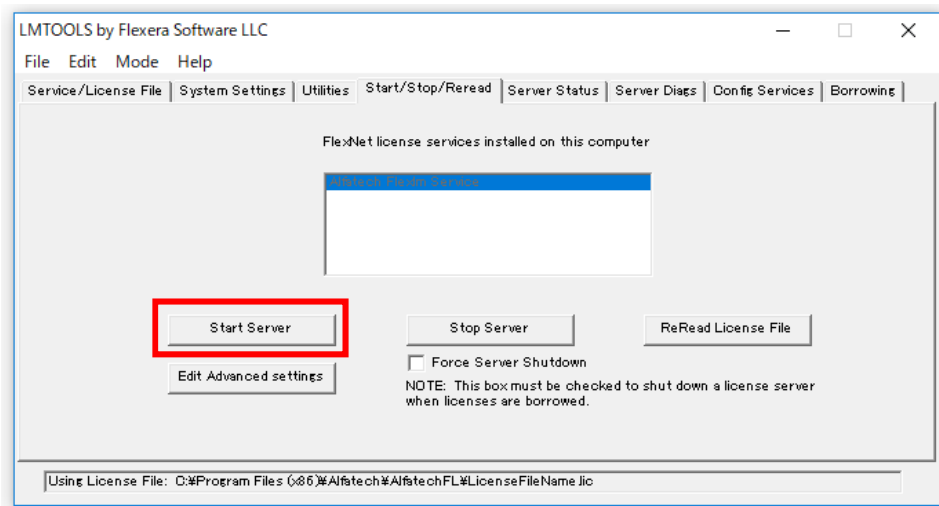 LMTOOLS by Flexera Software LLC
File Edit Mode Help
Service/License File System Settings Utilities Start/Stop/Reread Server Status Server Diags Config Services Borrowing
FlexNet license services installed on this computer
Alfatech Flexlm Service
Start Server Stop Server ReRead License File
Force Server Shutdown
Edit Advanced settings
NOTE: This box must be checked to shut down a license server
when licenses are borrowed.
Using License File: C:¥Program Files (x86)¥Alfatech¥AlfatechFL¥LicenseFileName.lic